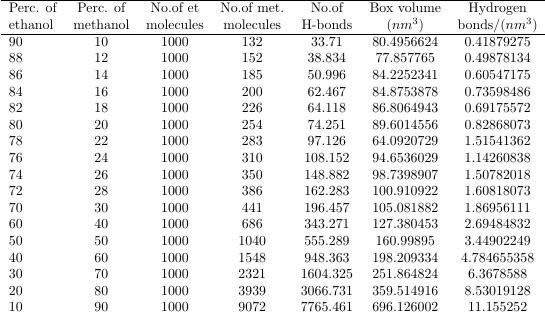 Perc. of Perc. of No.of et No.of met. No.of Box volume Hydrogen
ethanol methanol molecules molecules H-bonds (nm³) bonds/(nm³)
90 10 1000 132 33.71 80.4956624 0.41879275
88 12 1000 152 38.834 77.857765 0.49878134
86 14 1000 185 50.996 84.2252341 0.60547175
84 16 1000 200 62.467 84.8753878 0.73598486
82 18 1000 226 64.118 86.8064943 0.69175572
80 20 1000 254 74.251 89.6014556 0.82868073
78 22 1000 283 97.126 64.0920729 1.51541362
76 24 1000 310 108.152 94.6536029 1.14260838
74 26 1000 350 148.882 98.7398907 1.50782018
72 28 1000 386 162.283 100.910922 1.60818073
70 30 1000 441 196.457 105.081882 1.86956111
60 40 1000 686 343.271 127.380453 2.69484832
50 50 1000 1040 555.289 160.99895 3.44902249
40 60 1000 1548 948.363 198.209334 4.784655358
30 70 1000 2321 1604.325 251.864824 6.3678588
20 80 1000 3939 3066.731 359.514916 8.53019128
10 90 1000 9072 7765.461 696.126002 11.155252